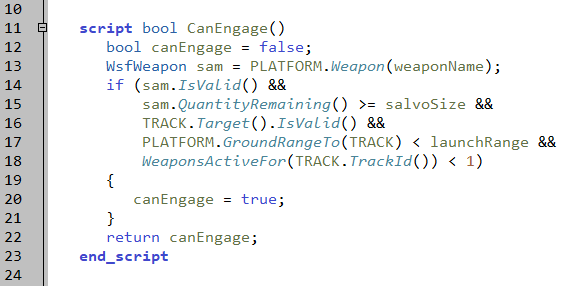 10
11 script bool CanEngage()
12 bool canEngage = false;
13 WsfWeapon sam = PLATFORM.Weapon(weaponName);
14 if (sam.IsValid() &&
15 sam.QuantityRemaining() >= salvoSize &&
16 TRACK.Target().IsValid() &&
17 PLATFORM.GroundRangeTo(TRACK) < launchRange &&
18 WeaponsActiveFor(TRACK.TrackId()) < 1)
19 {
20 canEngage = true;
21 }
22 return canEngage;
23 end_script
24